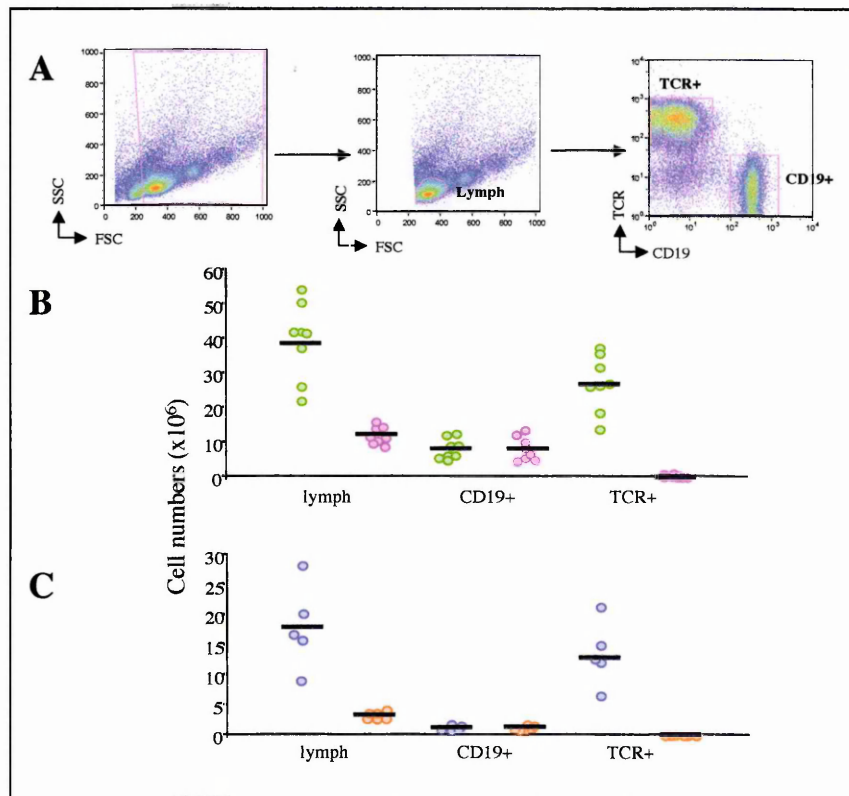 A
1000
800
600
400
200
0
SSC
0 200 400 600 800 1000
FSC
1000
800
600
400
200
0
SSC
Lymph
0 200 400 600 800 1000
FSC
10⁴
10³
10²
10¹
10⁰
TCR
TCR+
CD19+
10⁰ 10¹ 10² 10³ 10⁴
CD19
B
Cell numbers (x10⁶)
60
50
40
30
20
10
0
lymph CD19+ TCR+
C
30
25
20
15
10
5
0
lymph CD19+ TCR+